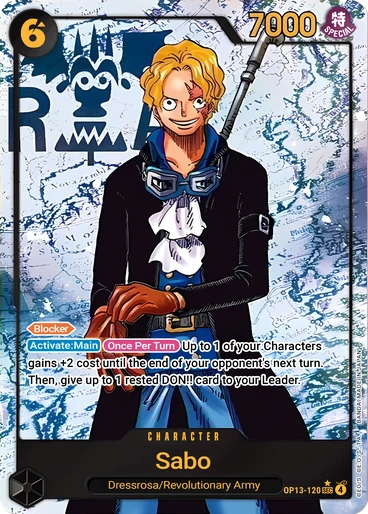 6
7000
特
SPECIAL
R A
Blocker
Activate:Main Once Per Turn Up to 1 of your Characters
gains +2 cost until the end of your opponent's next turn.
Then, give up to 1 rested DON!! card to your Leader.
CHARACTER
Sabo
Dressrosa/Revolutionary Army
OP13-120 SEC 4